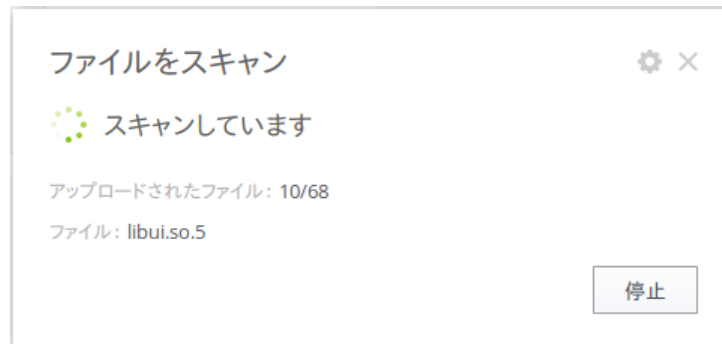 ファイルをスキャン
スキャンしています
アップロードされたファイル: 10/68
ファイル: libui.so.5
停止